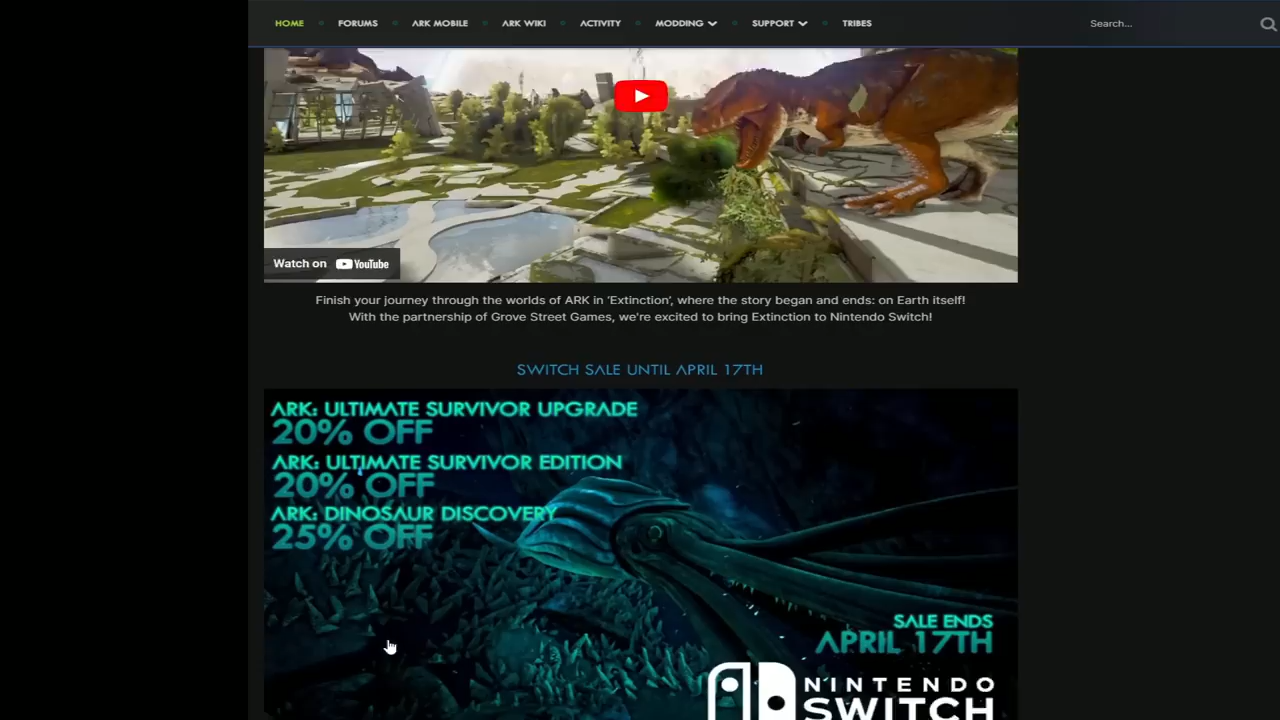 HOME FORUMS ARK MOBILE ARK WIKI ACTIVITY MODDING SUPPORT TRIBES Search...
Watch on YouTube
Finish your journey through the worlds of ARK in ‘Extinction’, where the story began and ends: on Earth itself!
With the partnership of Grove Street Games, we're excited to bring Extinction to Nintendo Switch!
SWITCH SALE UNTIL APRIL 17TH
ARK: ULTIMATE SURVIVOR UPGRADE
20% OFF
ARK: ULTIMATE SURVIVOR EDITION
20% OFF
ARK: DINOSAUR DISCOVERY
25% OFF
SALE ENDS
APRIL 17TH
NINTENDO
SWITCH